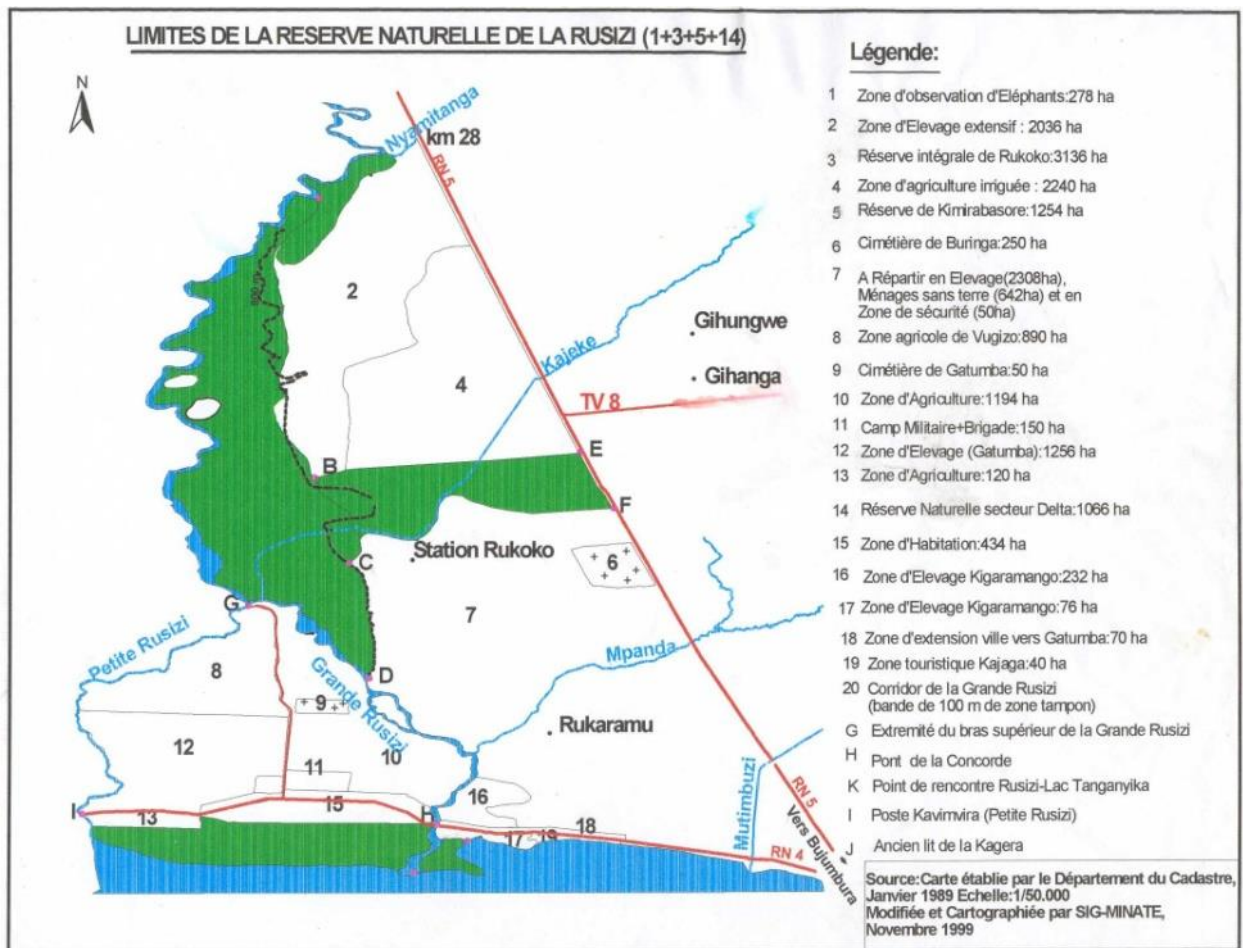 LIMITES DE LA RESERVE NATURELLE DE LA RUSIZI (1+3+5+14)
N
Nyamitanga
km 28
RN 5
2
Kajeke
Gihungwe
Gihanga
4
TV 8
E
B
F
Station Rukoko
C
6
G
7
Petite Rusizi
Mpanda
8
D
9
Grande Rusizi
Rukaramu
12
10
11
16
Mutimbuzi
RN 5
I
13
15
H
17
19
18
RN 4
Vers Bujumbura
Légende:
1 Zone d'observation d'Eléphants:278 ha
2 Zone d'Elevage extensif : 2036 ha
3 Réserve intégrale de Rukoko:3136 ha
4 Zone d'agriculture irriguée : 2240 ha
5 Réserve de Kimirabasore:1254 ha
6 Cimétière de Buringa:250 ha
7 A Répartir en Elevage(2308ha),
Ménages sans terre (642ha) et en
Zone de sécurité (50ha)
8 Zone agricole de Vugizo:890 ha
9 Cimétière de Gatumba:50 ha
10 Zone d'Agriculture:1194 ha
11 Camp Militaire+Brigade:150 ha
12 Zone d'Elevage (Gatumba):1256 ha
13 Zone d'Agriculture:120 ha
14 Réserve Naturelle secteur Delta:1066 ha
15 Zone d'Habitation:434 ha
16 Zone d'Elevage Kigaramango:232 ha
17 Zone d'Elevage Kigaramango:76 ha
18 Zone d'extension ville vers Gatumba:70 ha
19 Zone touristique Kajaga:40 ha
20 Corridor de la Grande Rusizi
(bande de 100 m de zone tampon)
G Extremité du bras supérieur de la Grande Rusizi
H Pont de la Concorde
K Point de rencontre Rusizi-Lac Tanganyika
I Poste Kavimvira (Petite Rusizi)
J Ancien lit de la Kagera
Source:Carte établie par le Département du Cadastre,
Janvier 1989 Echelle:1/50.000
Modifiée et Cartographiée par SIG-MINATE,
Novembre 1999